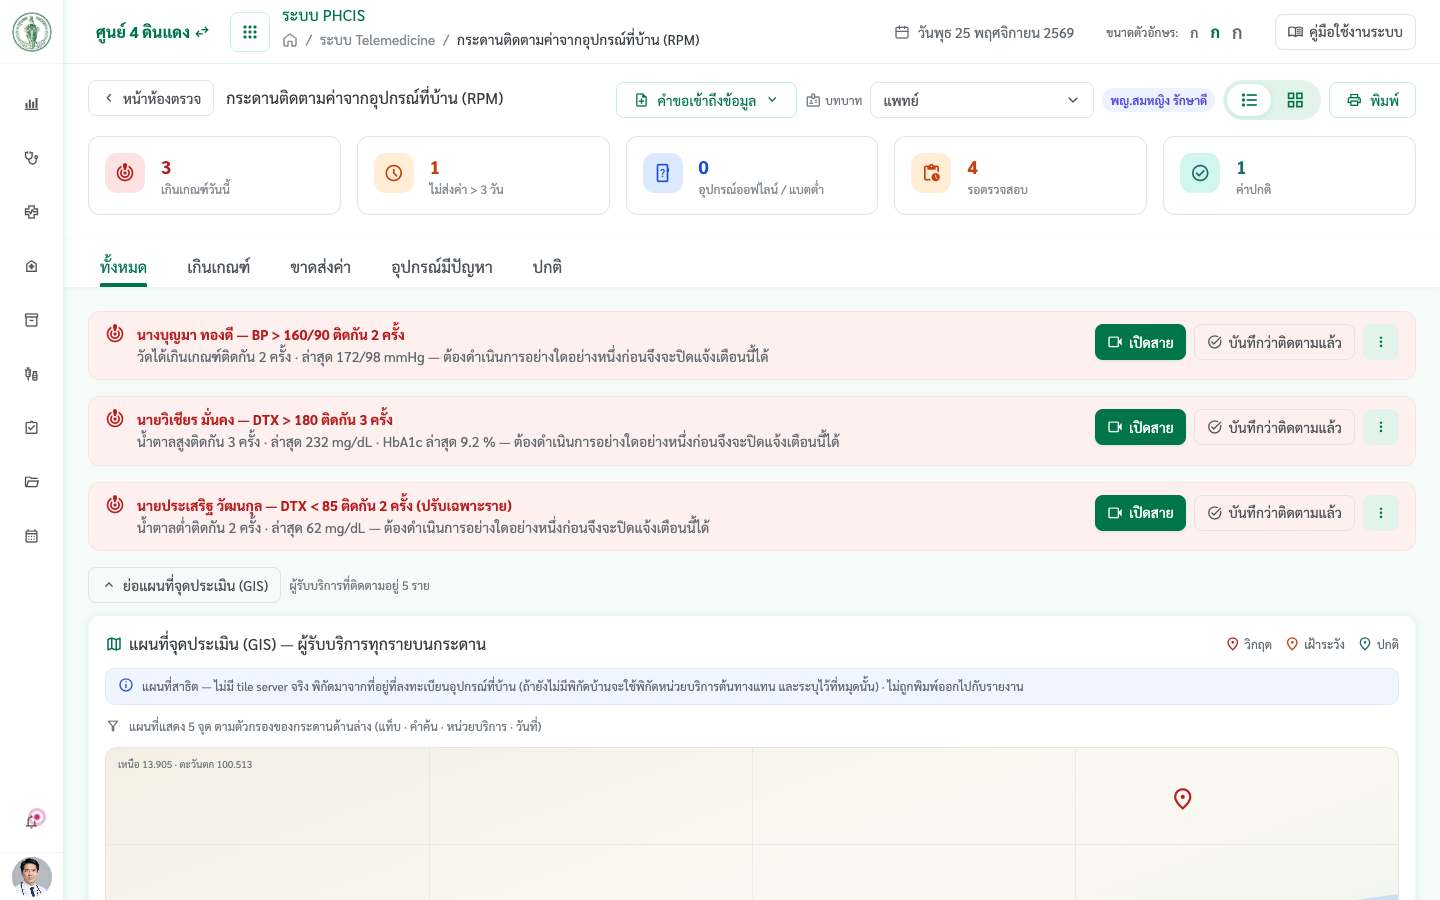 ศูนย์ 4 ดินแดง
ระบบ PHCIS
/ ระบบ Telemedicine / กระดานติดตามค่าจากอุปกรณ์ที่บ้าน (RPM)
วันพุธ 25 พฤศจิกายน 2569
ขนาดตัวอักษร: ก ก ก
คู่มือใช้งานระบบ
หน้าห้องตรวจ
กระดานติดตามค่าจากอุปกรณ์ที่บ้าน (RPM)
คำขอเข้าถึงข้อมูล
บทบาท
แพทย์
พญ.สมหญิง รักษาดี
พิมพ์
3
เกินเกณฑ์วันนี้
1
ไม่ส่งค่า > 3 วัน
0
อุปกรณ์ออฟไลน์ / แบตต่ำ
4
รอตรวจสอบ
1
ค่าปกติ
ทั้งหมด
เกินเกณฑ์
ขาดส่งค่า
อุปกรณ์มีปัญหา
ปกติ
นางบุญมา ทองดี — BP > 160/90 ติดกัน 2 ครั้ง
วัดได้เกินเกณฑ์ติดกัน 2 ครั้ง · ล่าสุด 172/98 mmHg — ต้องดำเนินการอย่างใดอย่างหนึ่งก่อนจึงจะปิดแจ้งเตือนนี้ได้
เปิดสาย
บันทึกว่าติดตามแล้ว
นายวิเชียร มั่นคง — DTX > 180 ติดกัน 3 ครั้ง
น้ำตาลสูงติดกัน 3 ครั้ง · ล่าสุด 232 mg/dL · HbA1c ล่าสุด 9.2 % — ต้องดำเนินการอย่างใดอย่างหนึ่งก่อนจึงจะปิดแจ้งเตือนนี้ได้
เปิดสาย
บันทึกว่าติดตามแล้ว
นายประเสริฐ วัฒนกุล — DTX < 85 ติดกัน 2 ครั้ง (ปรับเฉพาะราย)
น้ำตาลต่ำติดกัน 2 ครั้ง · ล่าสุด 62 mg/dL — ต้องดำเนินการอย่างใดอย่างหนึ่งก่อนจึงจะปิดแจ้งเตือนนี้ได้
เปิดสาย
บันทึกว่าติดตามแล้ว
ย่อแผนที่จุดประเมิน (GIS)
ผู้รับบริการที่ติดตามอยู่ 5 ราย
แผนที่จุดประเมิน (GIS) — ผู้รับบริการทุกรายบนกระดาน
วิกฤต
เฝ้าระวัง
ปกติ
แผนที่สาธิต — ไม่มี tile server จริง พิกัดมาจากที่อยู่ที่ลงทะเบียนอุปกรณ์ที่บ้าน (ถ้ายังไม่มีพิกัดบ้านจะใช้พิกัดหน่วยบริการต้นทางแทน และระบุไว้ที่หมุดนั้น) · ไม่ถูกพิมพ์ออกไปกับรายงาน
แผนที่แสดง 5 จุด ตามตัวกรองของกระดานด้านล่าง (แท็บ · คำค้น · หน่วยบริการ · วันที่)
เหนือ 13.905 · ตะวันตก 100.513